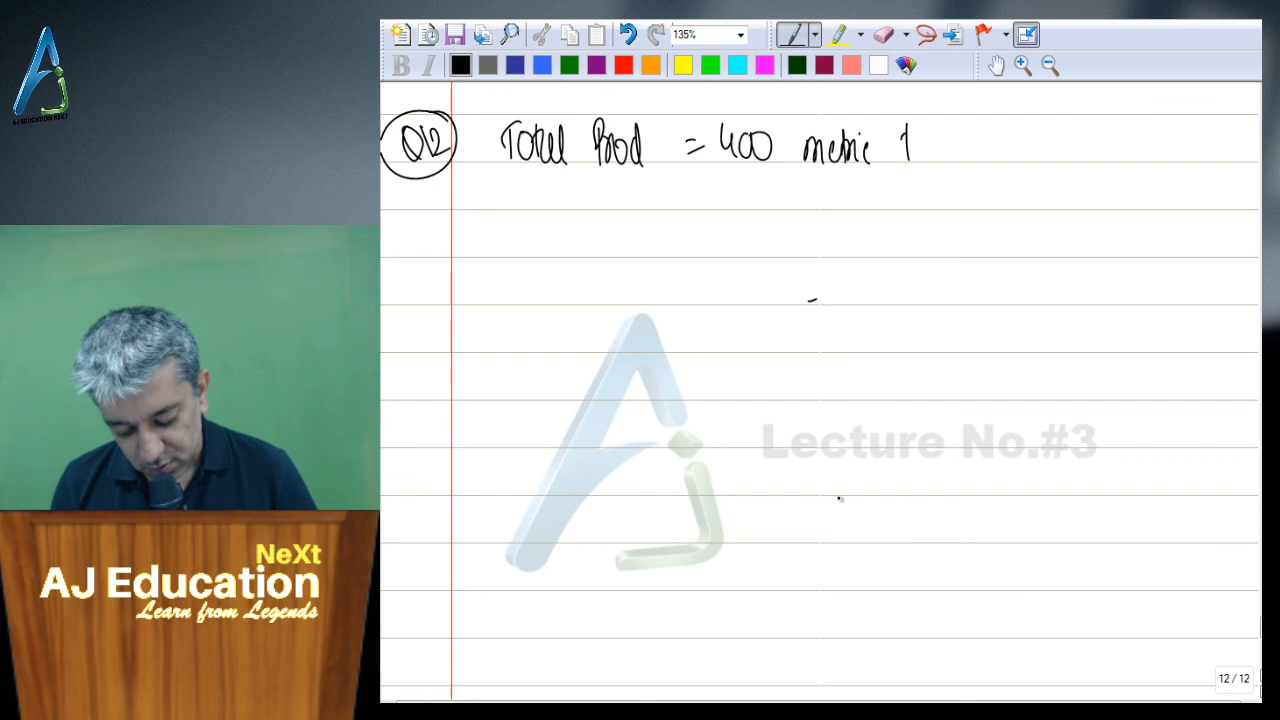 AJ EDUCATION NEXT
135%
B I
Q12 Total Prod = 400 metric
Lecture No.#3
NeXt
AJ Education
Learn from Legends
12 / 12